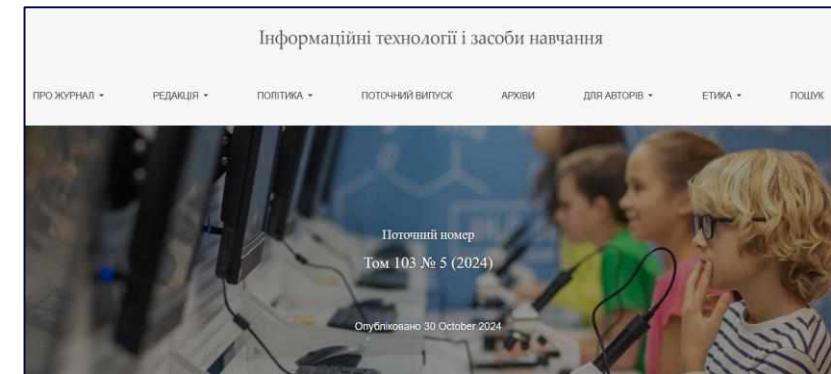 Інформаційні технології і засоби навчання
ПРО ЖУРНАЛ РЕДАКЦІЯ ПОЛІТИКА ПОТОЧНИЙ ВИПУСК АРХІВИ ДЛЯ АВТОРІВ ЕТИКА ПОШУК
Поточний номер
Том 103 № 5 (2024)
Опубліковано 30 October 2024